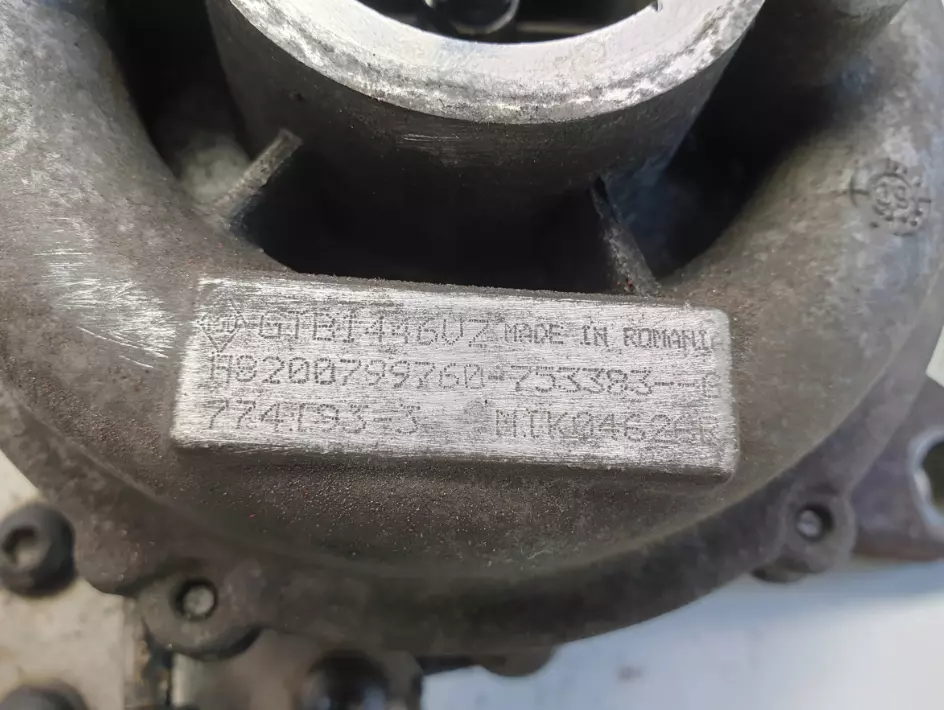 GTB1446VZ MADE IN ROMANIA
H8200799760-753383--
774193-3